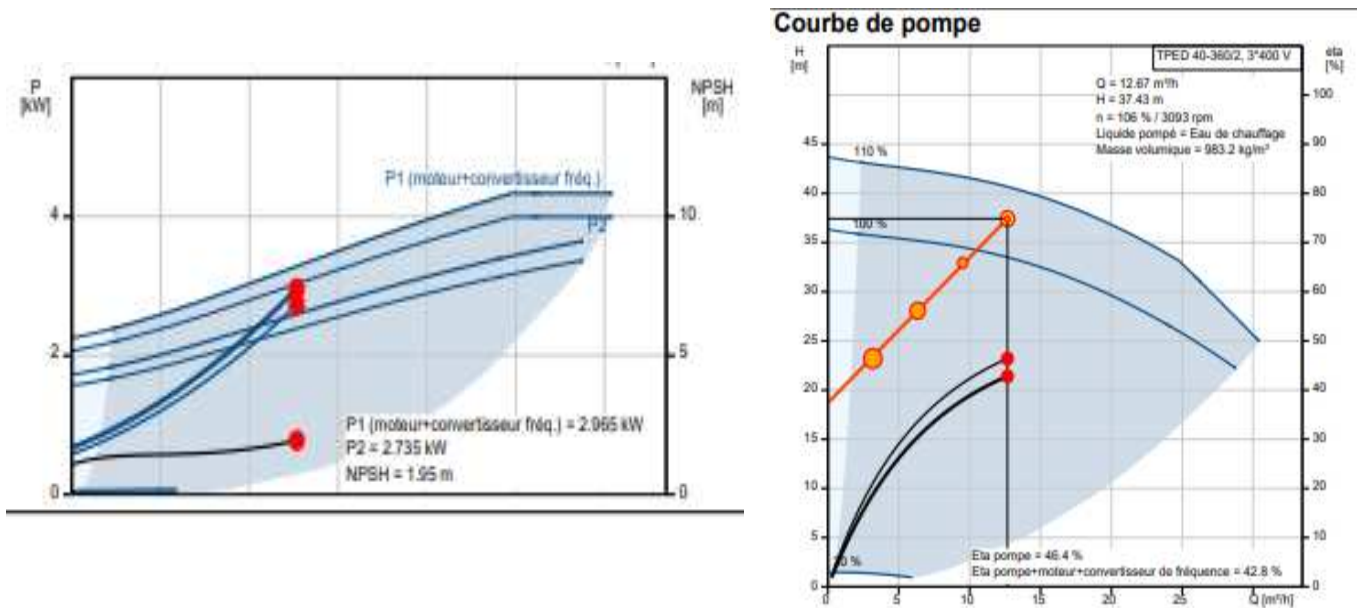 P
[kW]
NPSH
[m]
P1 (moteur+convertisseur fréq.)
P2
4
10
2
5
P1 (moteur+convertisseur fréq.) = 2.965 kW
P2 = 2.735 kW
NPSH = 1.95 m
0
0
Courbe de pompe
H
[m]
TPED 40-360/2, 3*400 V
eta
[%]
Q = 12.67 m³/h
H = 37.43 m
n = 106 % / 3093 rpm
Liquide pompé = Eau de chauffage
Masse volumique = 983.2 kg/m³
100
45
110 %
90
40
80
100 %
35
70
30
60
25
50
20
40
15
30
10
20
5
10
Eta pompe = 46.4 %
Eta pompe+moteur+convertisseur de fréquence = 42.8 %
0
0
0
5
10
15
20
25
Q [m³/h]